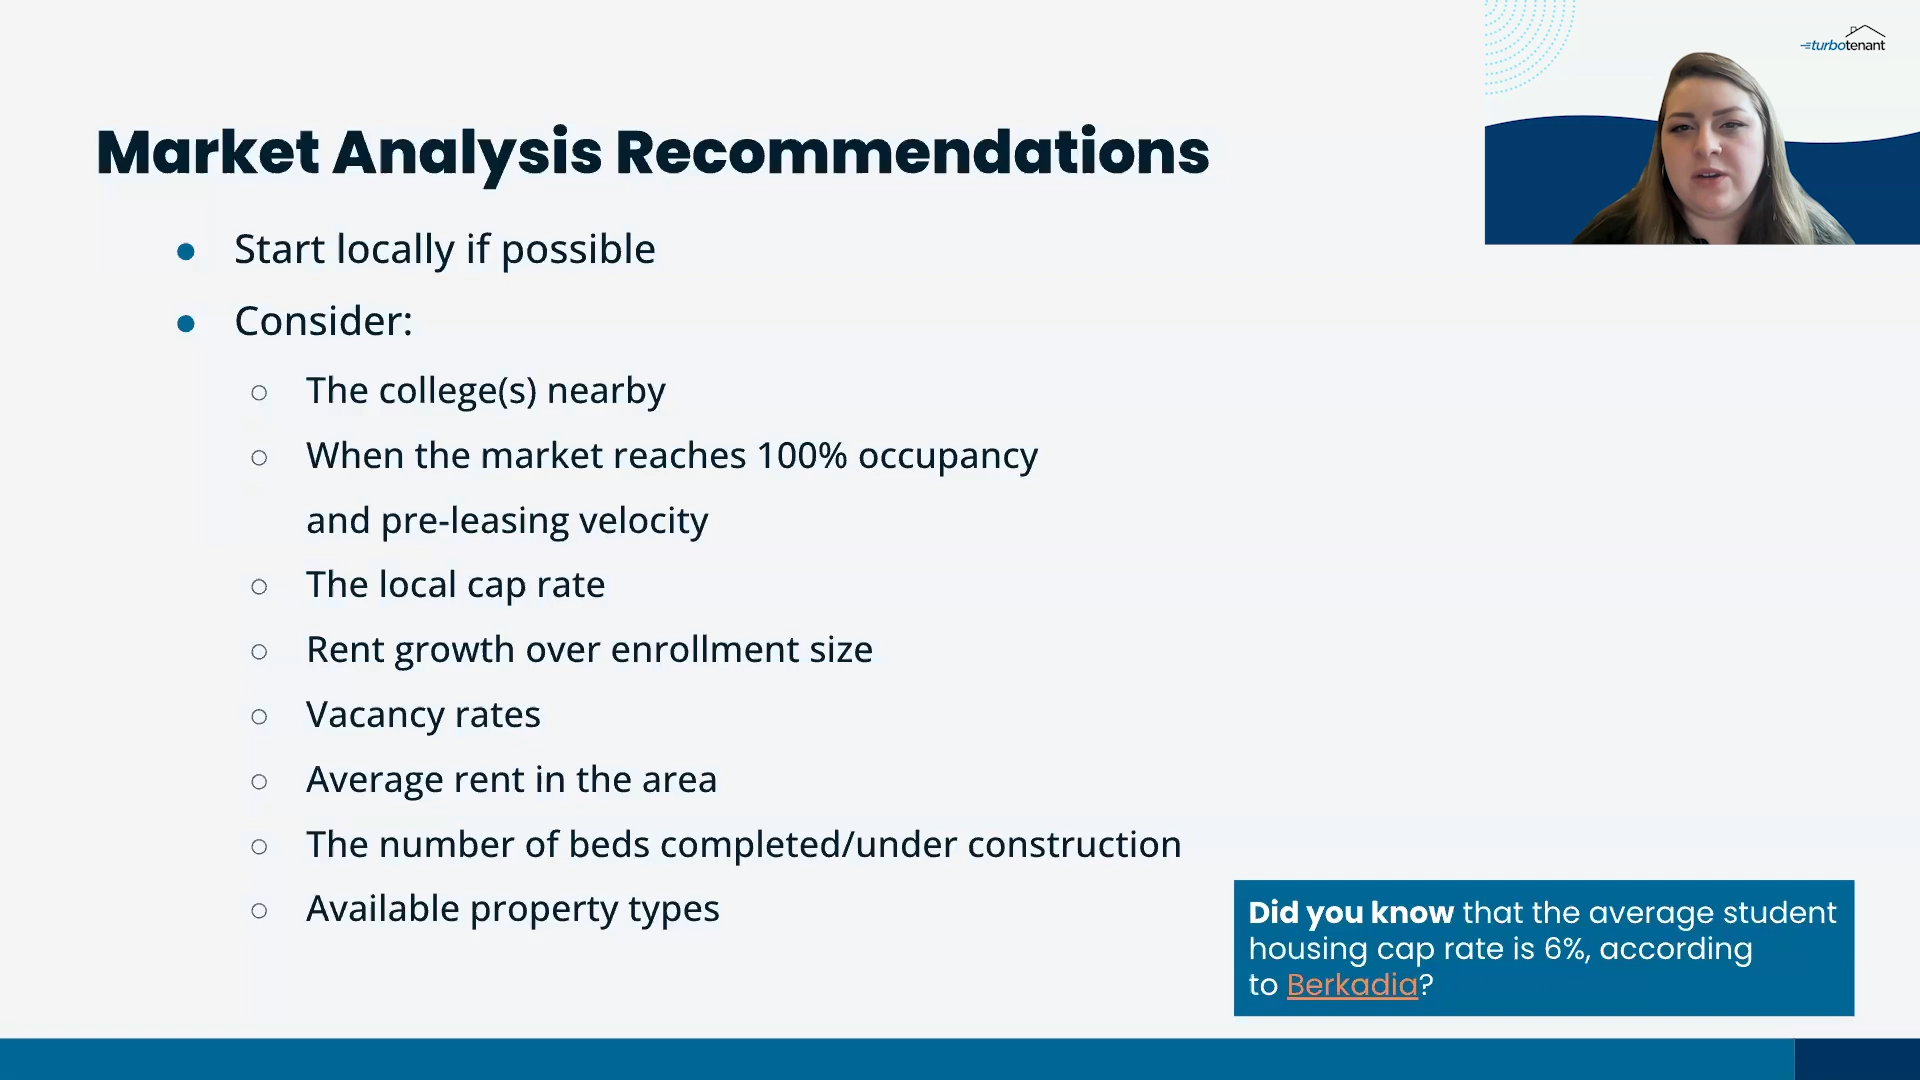 turbotenant
Market Analysis Recommendations
● Start locally if possible
● Consider:
○ The college(s) nearby
○ When the market reaches 100% occupancy
and pre-leasing velocity
○ The local cap rate
○ Rent growth over enrollment size
○ Vacancy rates
○ Average rent in the area
○ The number of beds completed/under construction
○ Available property types
Did you know that the average student
housing cap rate is 6%, according
to Berkadia?